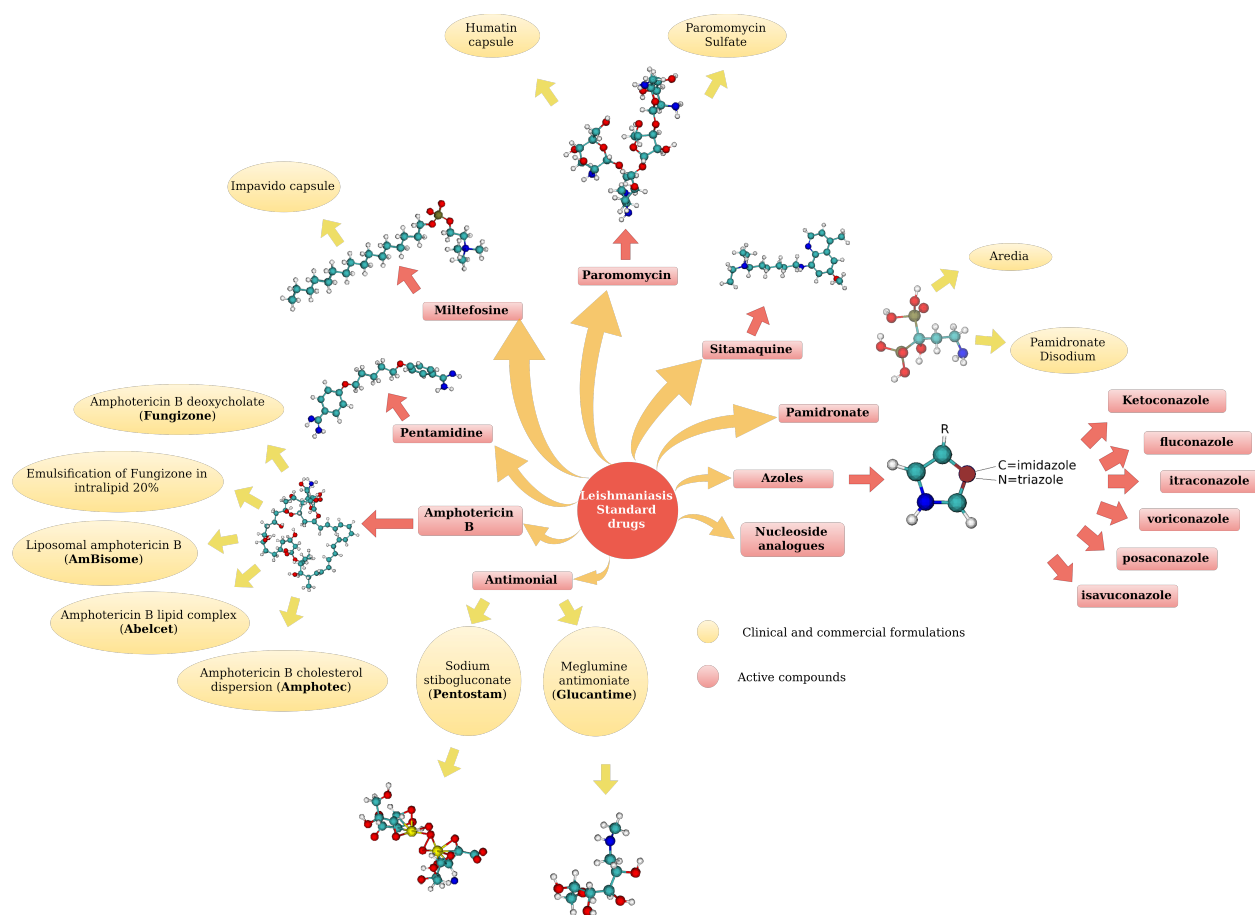 Humatin
capsule
Paromomycin
Sulfate
Impavido capsule
Paromomycin
Miltefosine
Sitamaquine
Aredia
Pamidronate
Disodium
Amphotericin B deoxycholate
(Fungizone)
Pentamidine
Pamidronate
Ketoconazole
R
fluconazole
C=imidazole
N=triazole
itraconazole
voriconazole
posaconazole
isavuconazole
Emulsification of Fungizone in
intralipid 20%
Leishmaniasis
Standard
drugs
Azoles
Amphotericin
B
Nucleoside
analogues
Liposomal amphotericin B
(AmBisome)
Antimonial
Amphotericin B lipid complex
(Abelcet)
Amphotericin B cholesterol
dispersion (Amphotec)
Sodium
stibogluconate
(Pentostam)
Meglumine
antimoniate
(Glucantime)
Clinical and commercial formulations
Active compounds